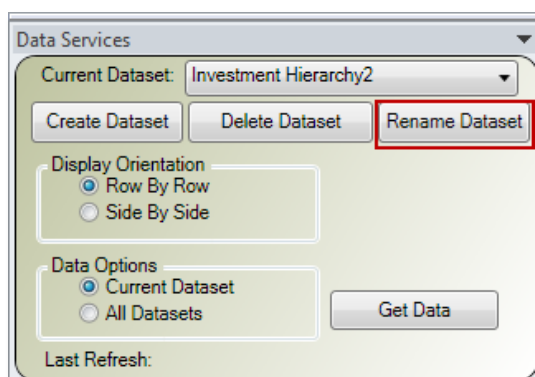 Data Services
Current Dataset: Investment Hierarchy2
Create Dataset Delete Dataset Rename Dataset
Display Orientation
Row By Row
Side By Side
Data Options
Current Dataset
All Datasets
Get Data
Last Refresh: